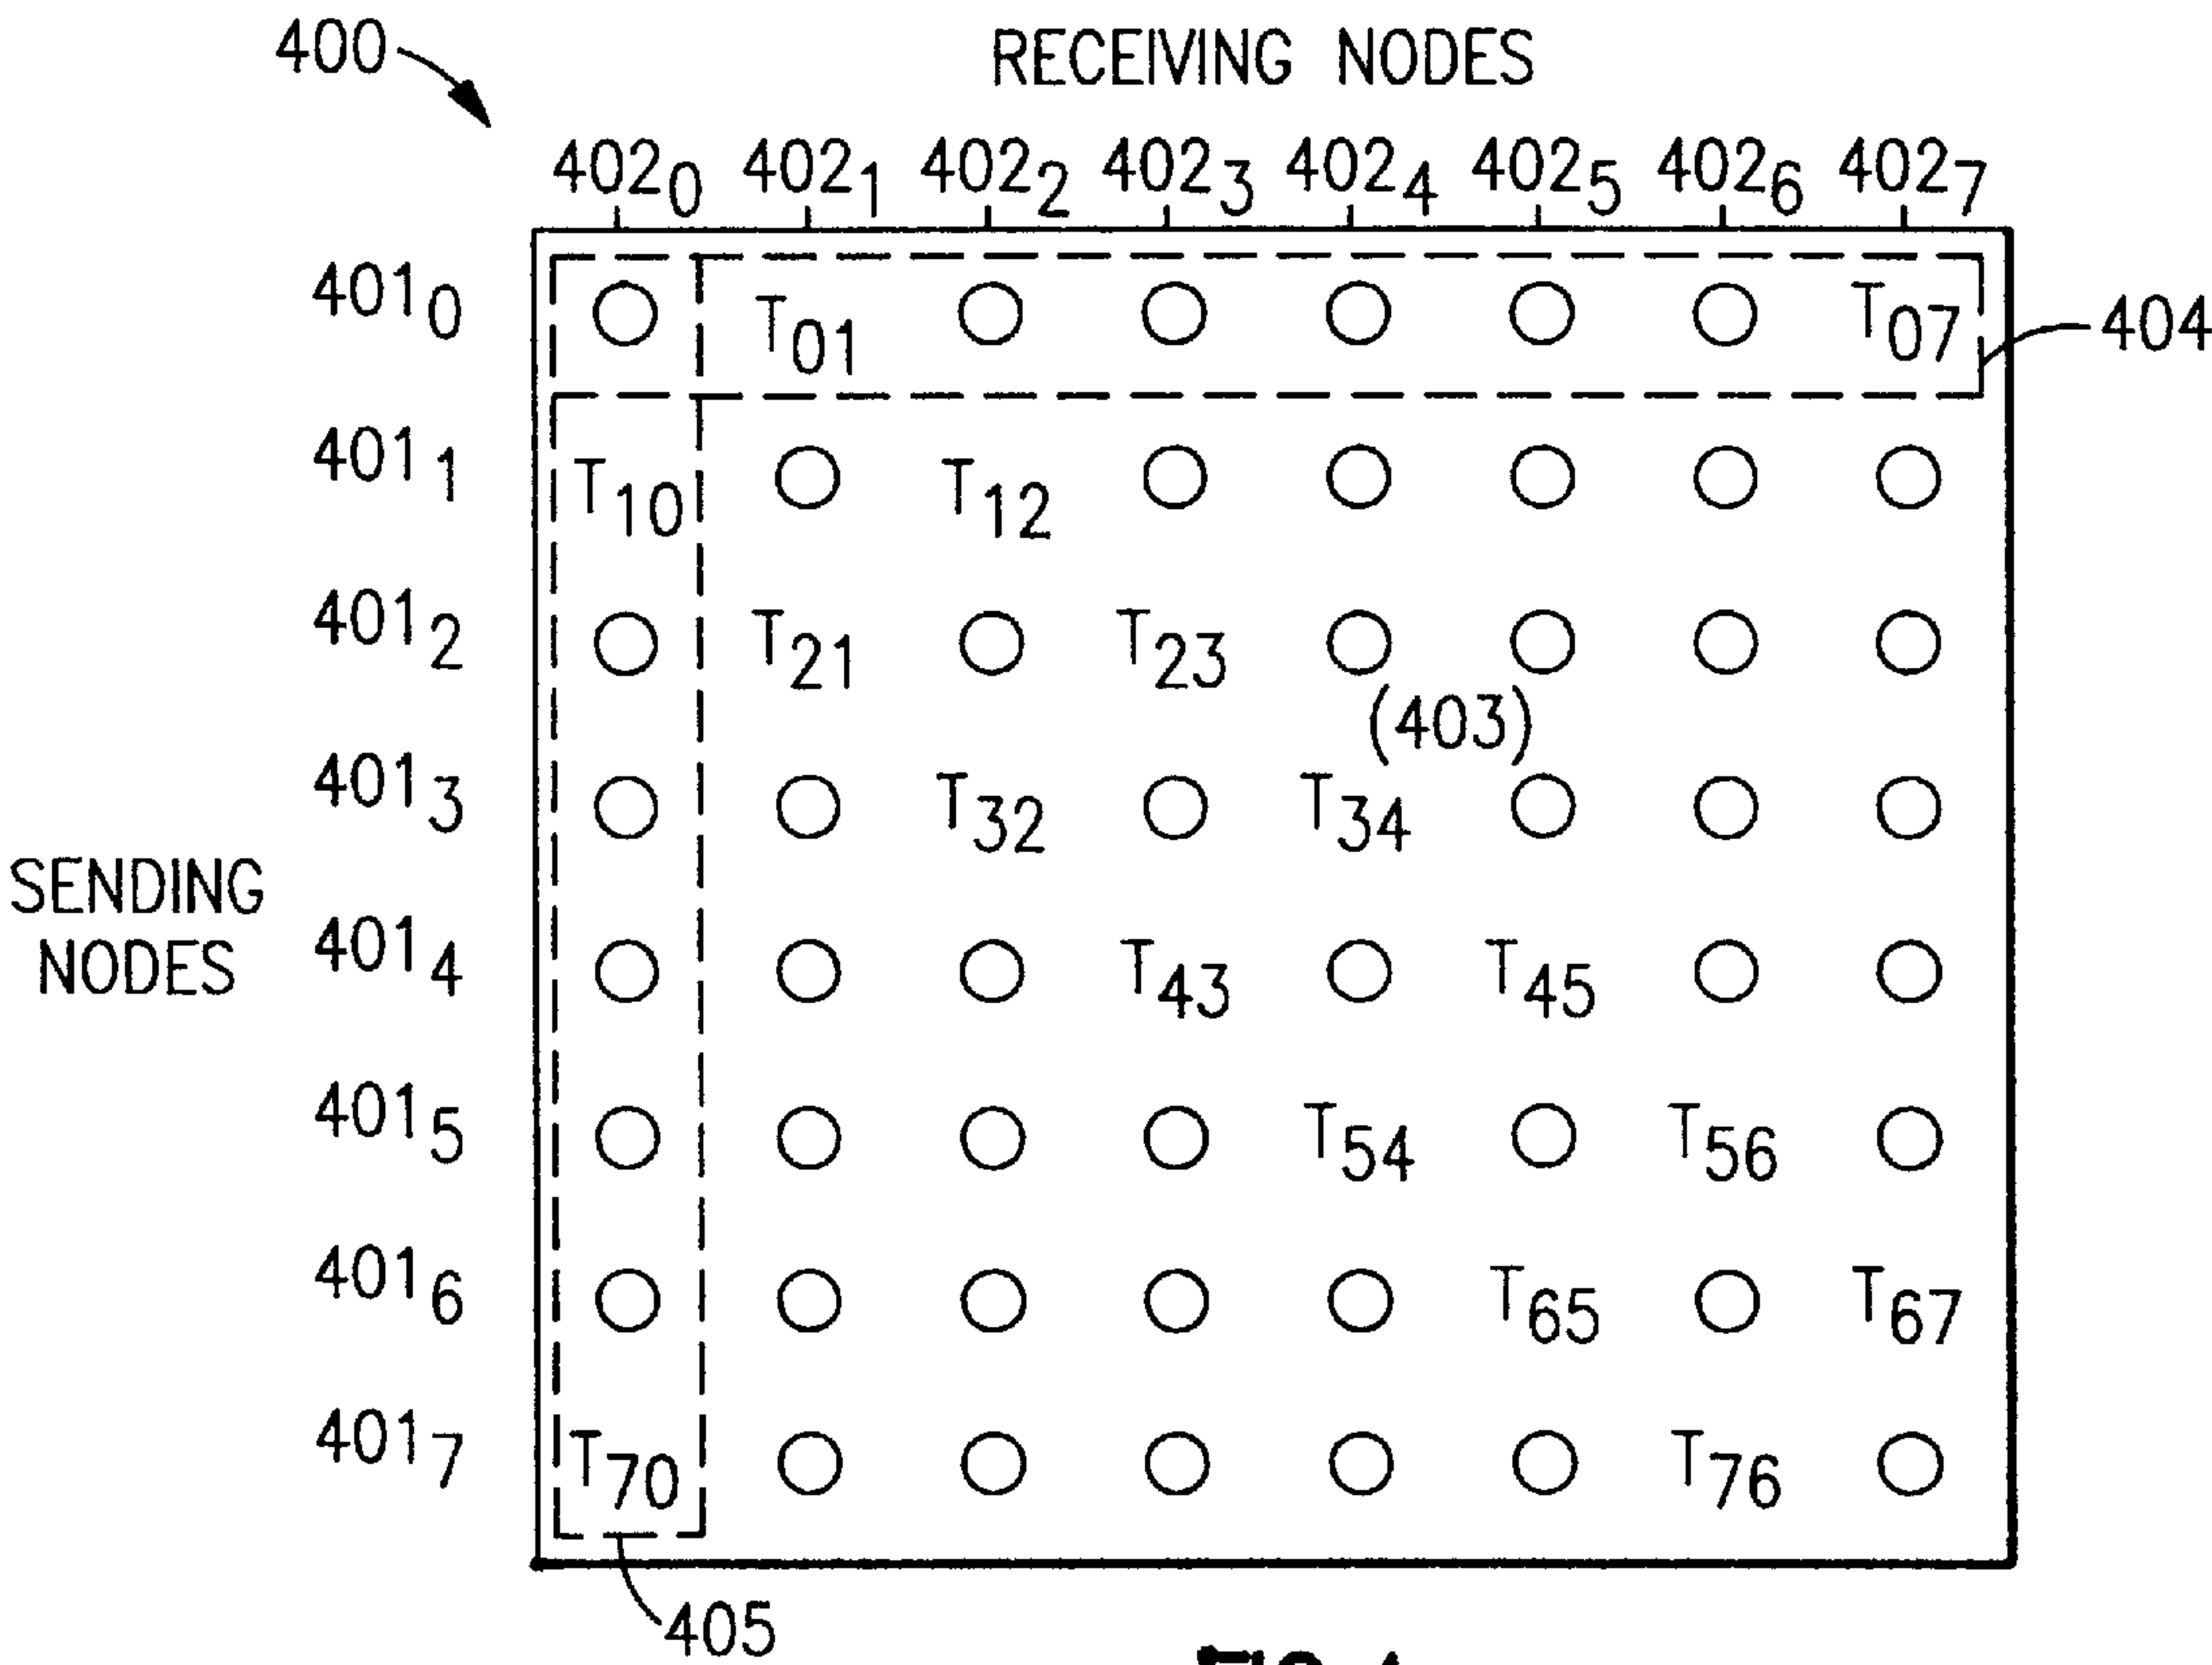 400
RECEIVING NODES
402₀ 402₁ 402₂ 402₃ 402₄ 402₅ 402₆ 402₇
401₀ O T₀₁ O O O O O T₀₇ 404
401₁ T₁₀ O T₁₂ O O O O O
401₂ O T₂₁ O T₂₃ O O O O
(403)
401₃ O O T₃₂ O T₃₄ O O O
SENDING
NODES
401₄ O O O T₄₃ O T₄₅ O O
401₅ O O O O T₅₄ O T₅₆ O
401₆ O O O O O T₆₅ O T₆₇
401₇ T₇₀ O O O O O T₇₆ O
405